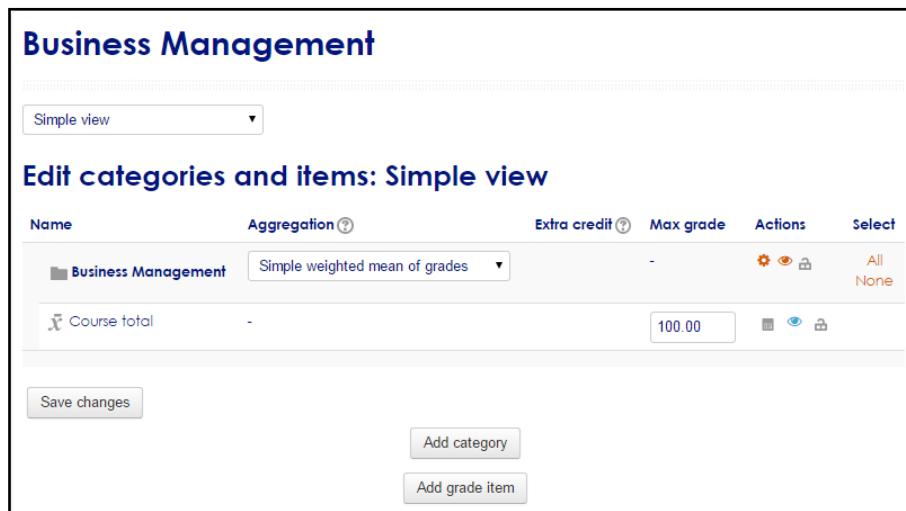 Business Management
Simple view
Edit categories and items: Simple view
Name Aggregation Extra credit Max grade Actions Select
Business Management Simple weighted mean of grades - All
None
x̄ Course total - 100.00
Save changes
Add category
Add grade item